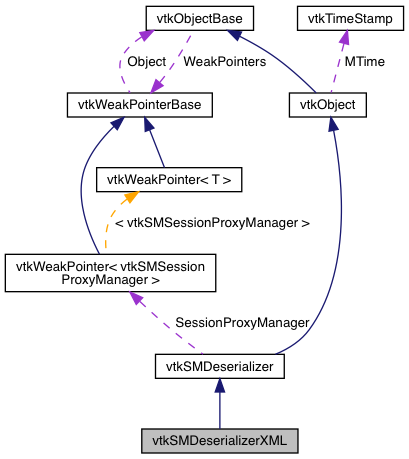 vtkObjectBase
vtkTimeStamp
Object
WeakPointers
MTime
vtkWeakPointerBase
vtkObject
vtkWeakPointer< T >
< vtkSMSessionProxyManager >
vtkWeakPointer< vtkSMSession
ProxyManager >
SessionProxyManager
vtkSMDeserializer
vtkSMDeserializerXML